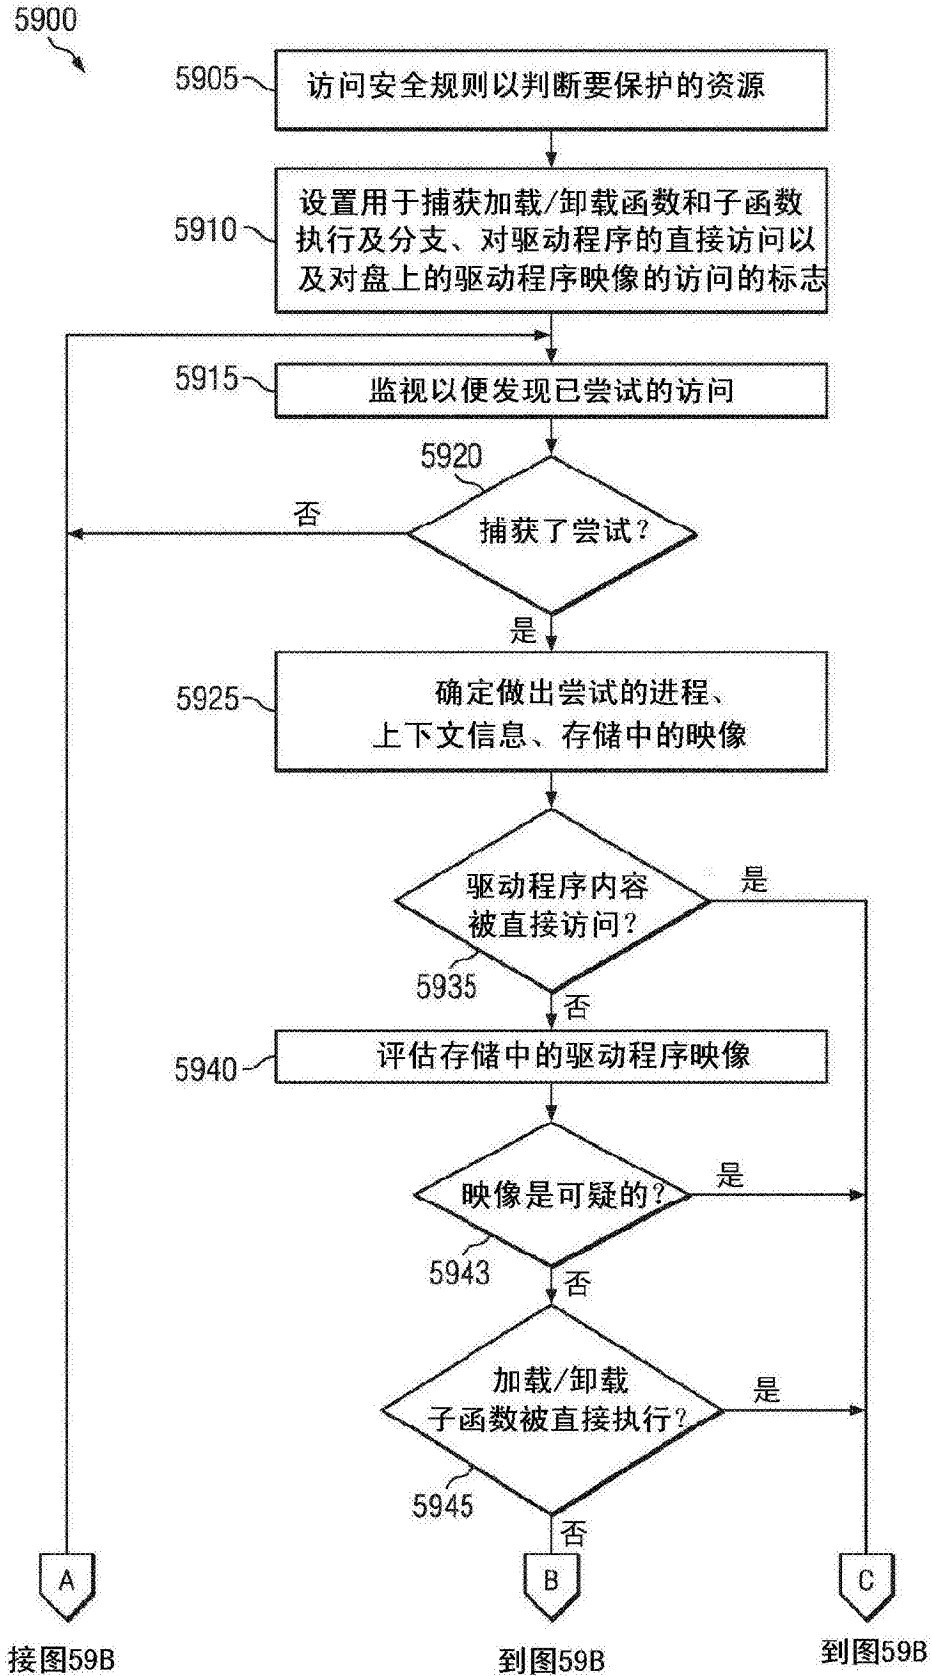 5900
5905
访问安全规则以判断要保护的资源
5910
设置用于捕获加载/卸载函数和子函数
执行及分支、对驱动程序的直接访问以
及对盘上的驱动程序映像的访问的标志
5915
监视以便发现已尝试的访问
5920
否
捕获了尝试?
是
5925
确定做出尝试的进程、
上下文信息、存储中的映像
驱动程序内容
被直接访问?
是
5935
否
5940
评估存储中的驱动程序映像
映像是可疑的?
是
5943
否
加载/卸载
子函数被直接执行?
是
5945
否
A
B
C
接图59B
到图59B
到图59B